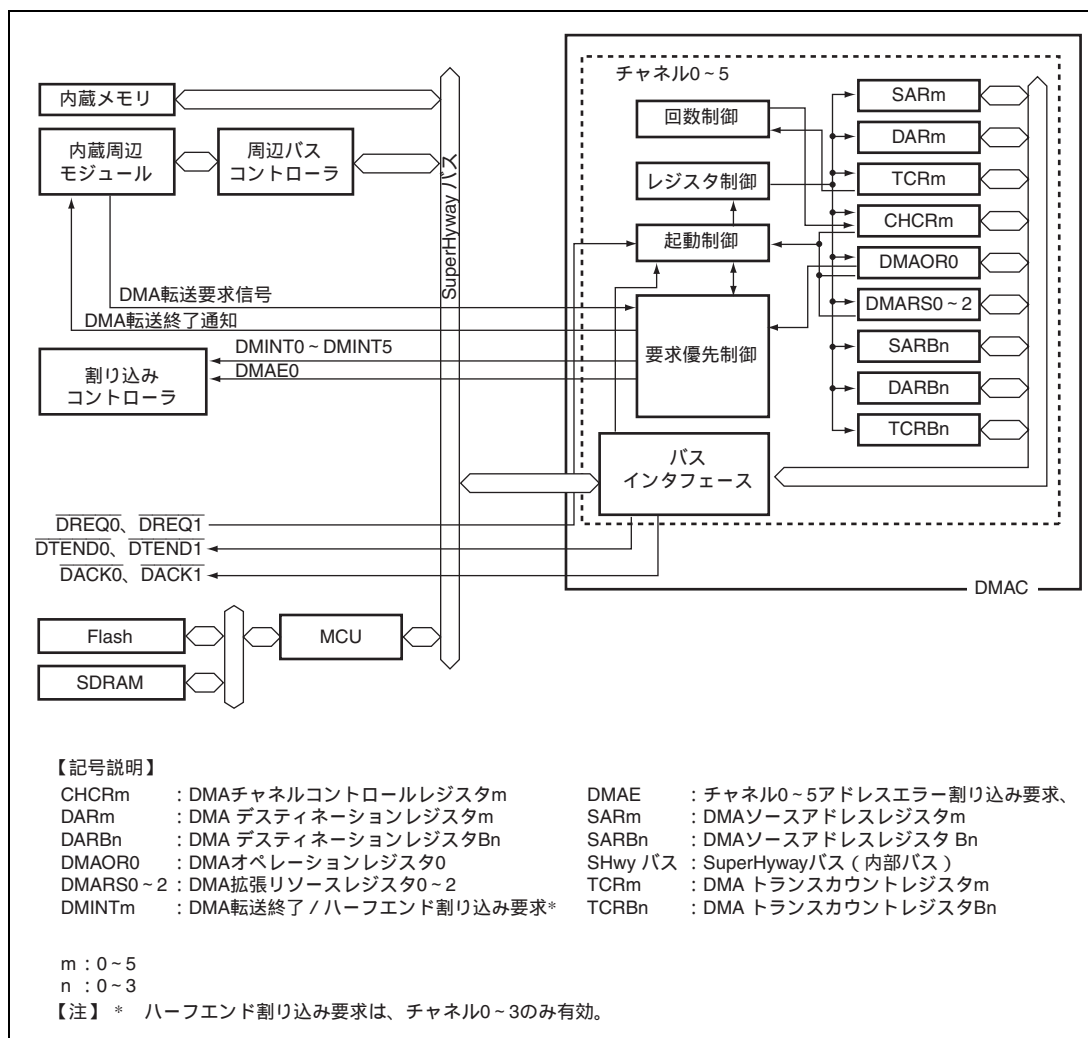 チャネル0~5
内蔵メモリ
内蔵周辺
モジュール
周辺バス
コントローラ
SuperHyway バス
回数制御
レジスタ制御
起動制御
要求優先制御
バス
インタフェース
SARm
DARm
TCRm
CHCRm
DMAOR0
DMARS0~2
SARBn
DARBn
TCRBn
DMA転送要求信号
DMA転送終了通知
DMINT0~DMINT5
DMAE0
割り込み
コントローラ
DREQ0、DREQ1
DTEND0、DTEND1
DACK0、DACK1
DMAC
Flash
MCU
SDRAM
【記号説明】
CHCRm :DMAチャネルコントロールレジスタm
DARm :DMA デスティネーションレジスタm
DARBn :DMA デスティネーションレジスタBn
DMAOR0 :DMAオペレーションレジスタ0
DMARS0~2 :DMA拡張リソースレジスタ0~2
DMINTm :DMA転送終了/ハーフエンド割り込み要求*
DMAE :チャネル0~5アドレスエラー割り込み要求、
SARm :DMAソースアドレスレジスタm
SARBn :DMAソースアドレスレジスタ Bn
SHwy バス :SuperHywayバス(内部バス)
TCRm :DMA トランスカウントレジスタm
TCRBn :DMA トランスカウントレジスタBn
m:0~5
n:0~3
【注】 * ハーフエンド割り込み要求は、チャネル0~3のみ有効。